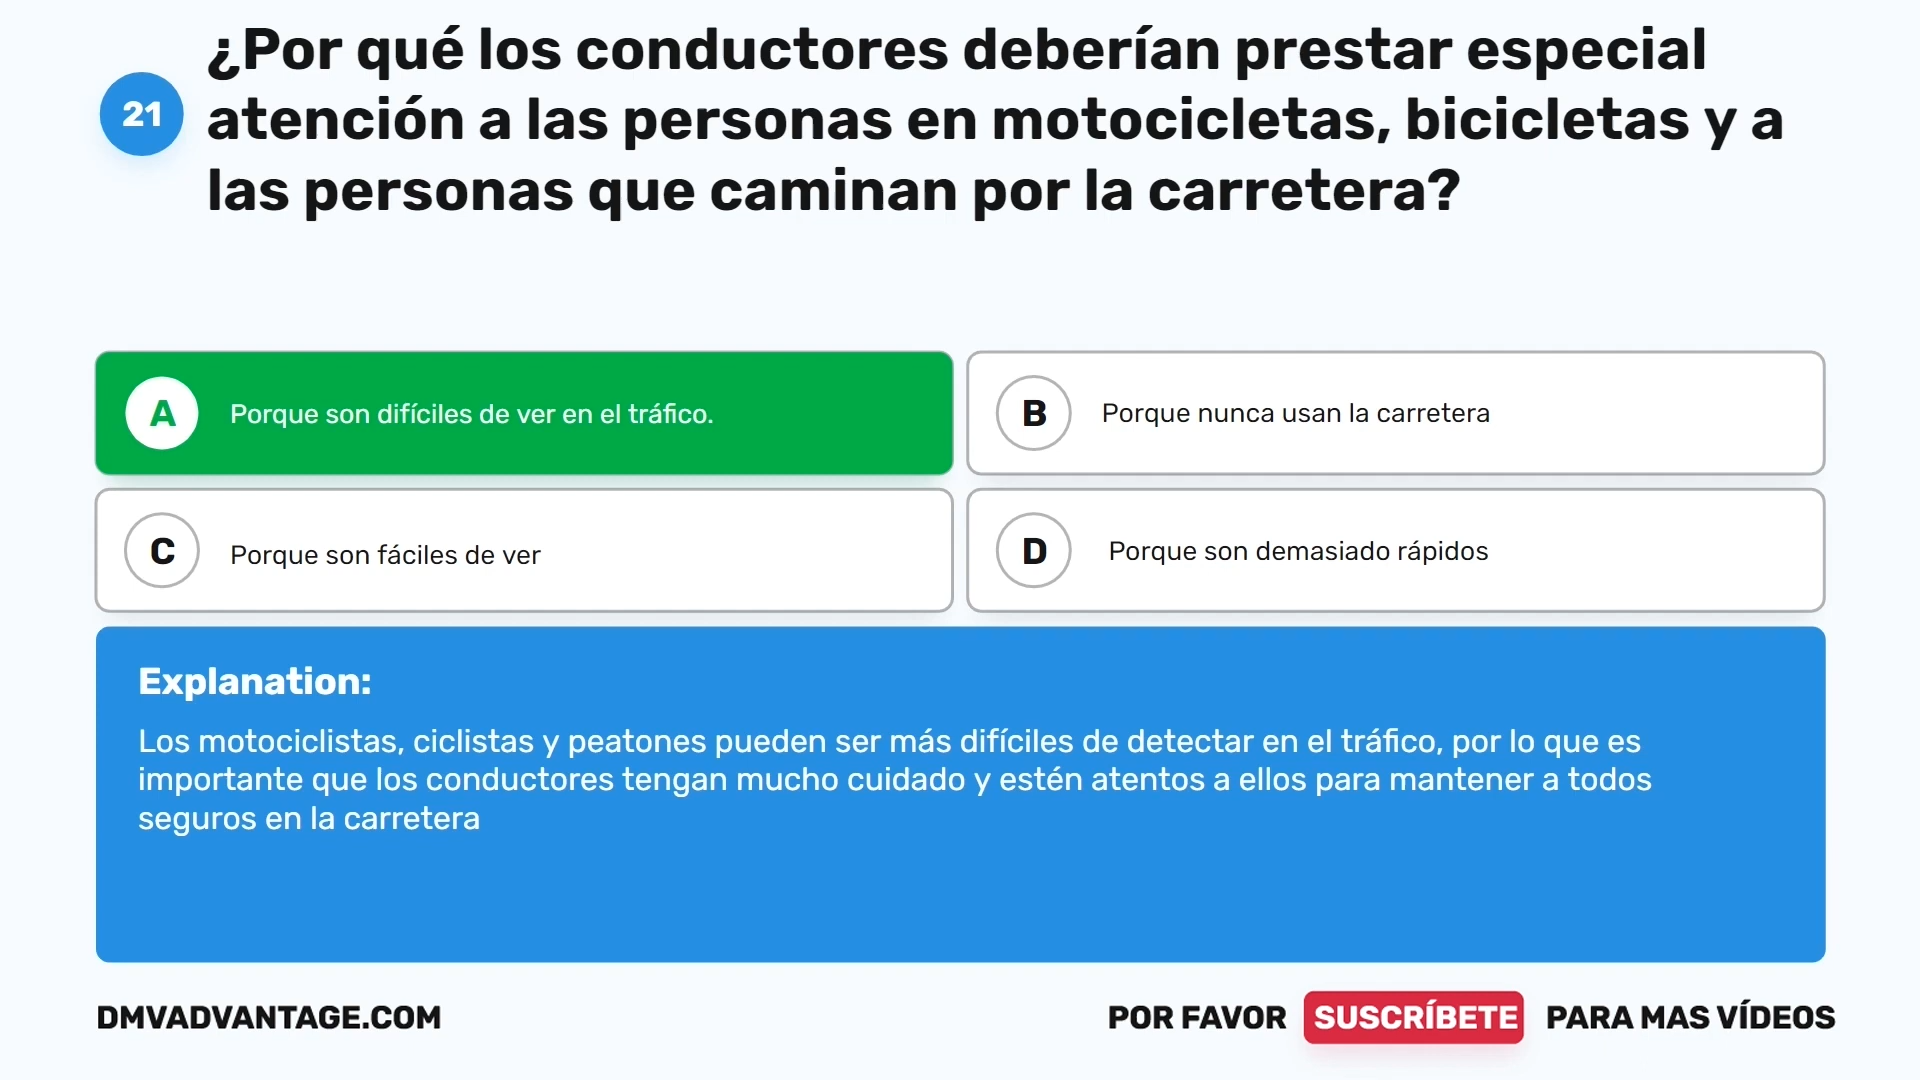 21
¿Por qué los conductores deberían prestar especial
atención a las personas en motocicletas, bicicletas y a
las personas que caminan por la carretera?
A Porque son difíciles de ver en el tráfico.
B Porque nunca usan la carretera
C Porque son fáciles de ver
D Porque son demasiado rápidos
Explanation:
Los motociclistas, ciclistas y peatones pueden ser más difíciles de detectar en el tráfico, por lo que es
importante que los conductores tengan mucho cuidado y estén atentos a ellos para mantener a todos
seguros en la carretera
DMVADVANTAGE.COM
POR FAVOR SUSCRÍBETE PARA MAS VÍDEOS